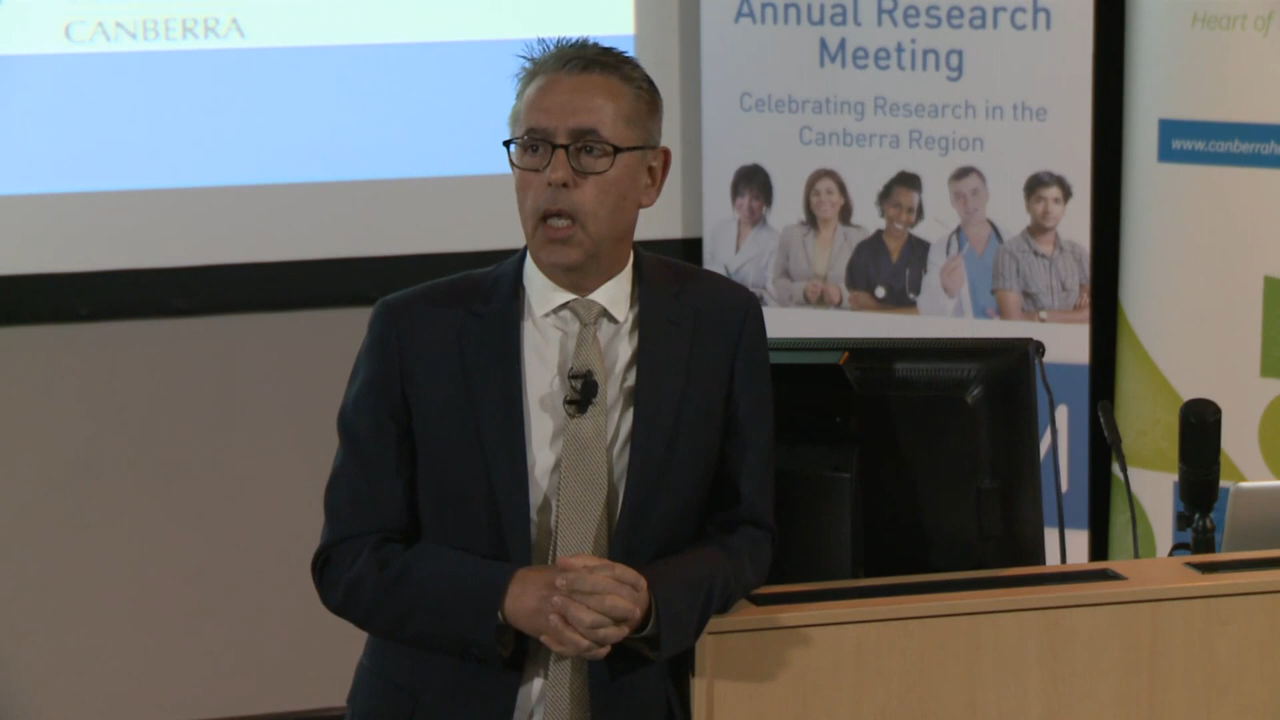 CANBERRA
Annual Research
Meeting
Celebrating Research in the
Canberra Region
Heart of
www.canberrah